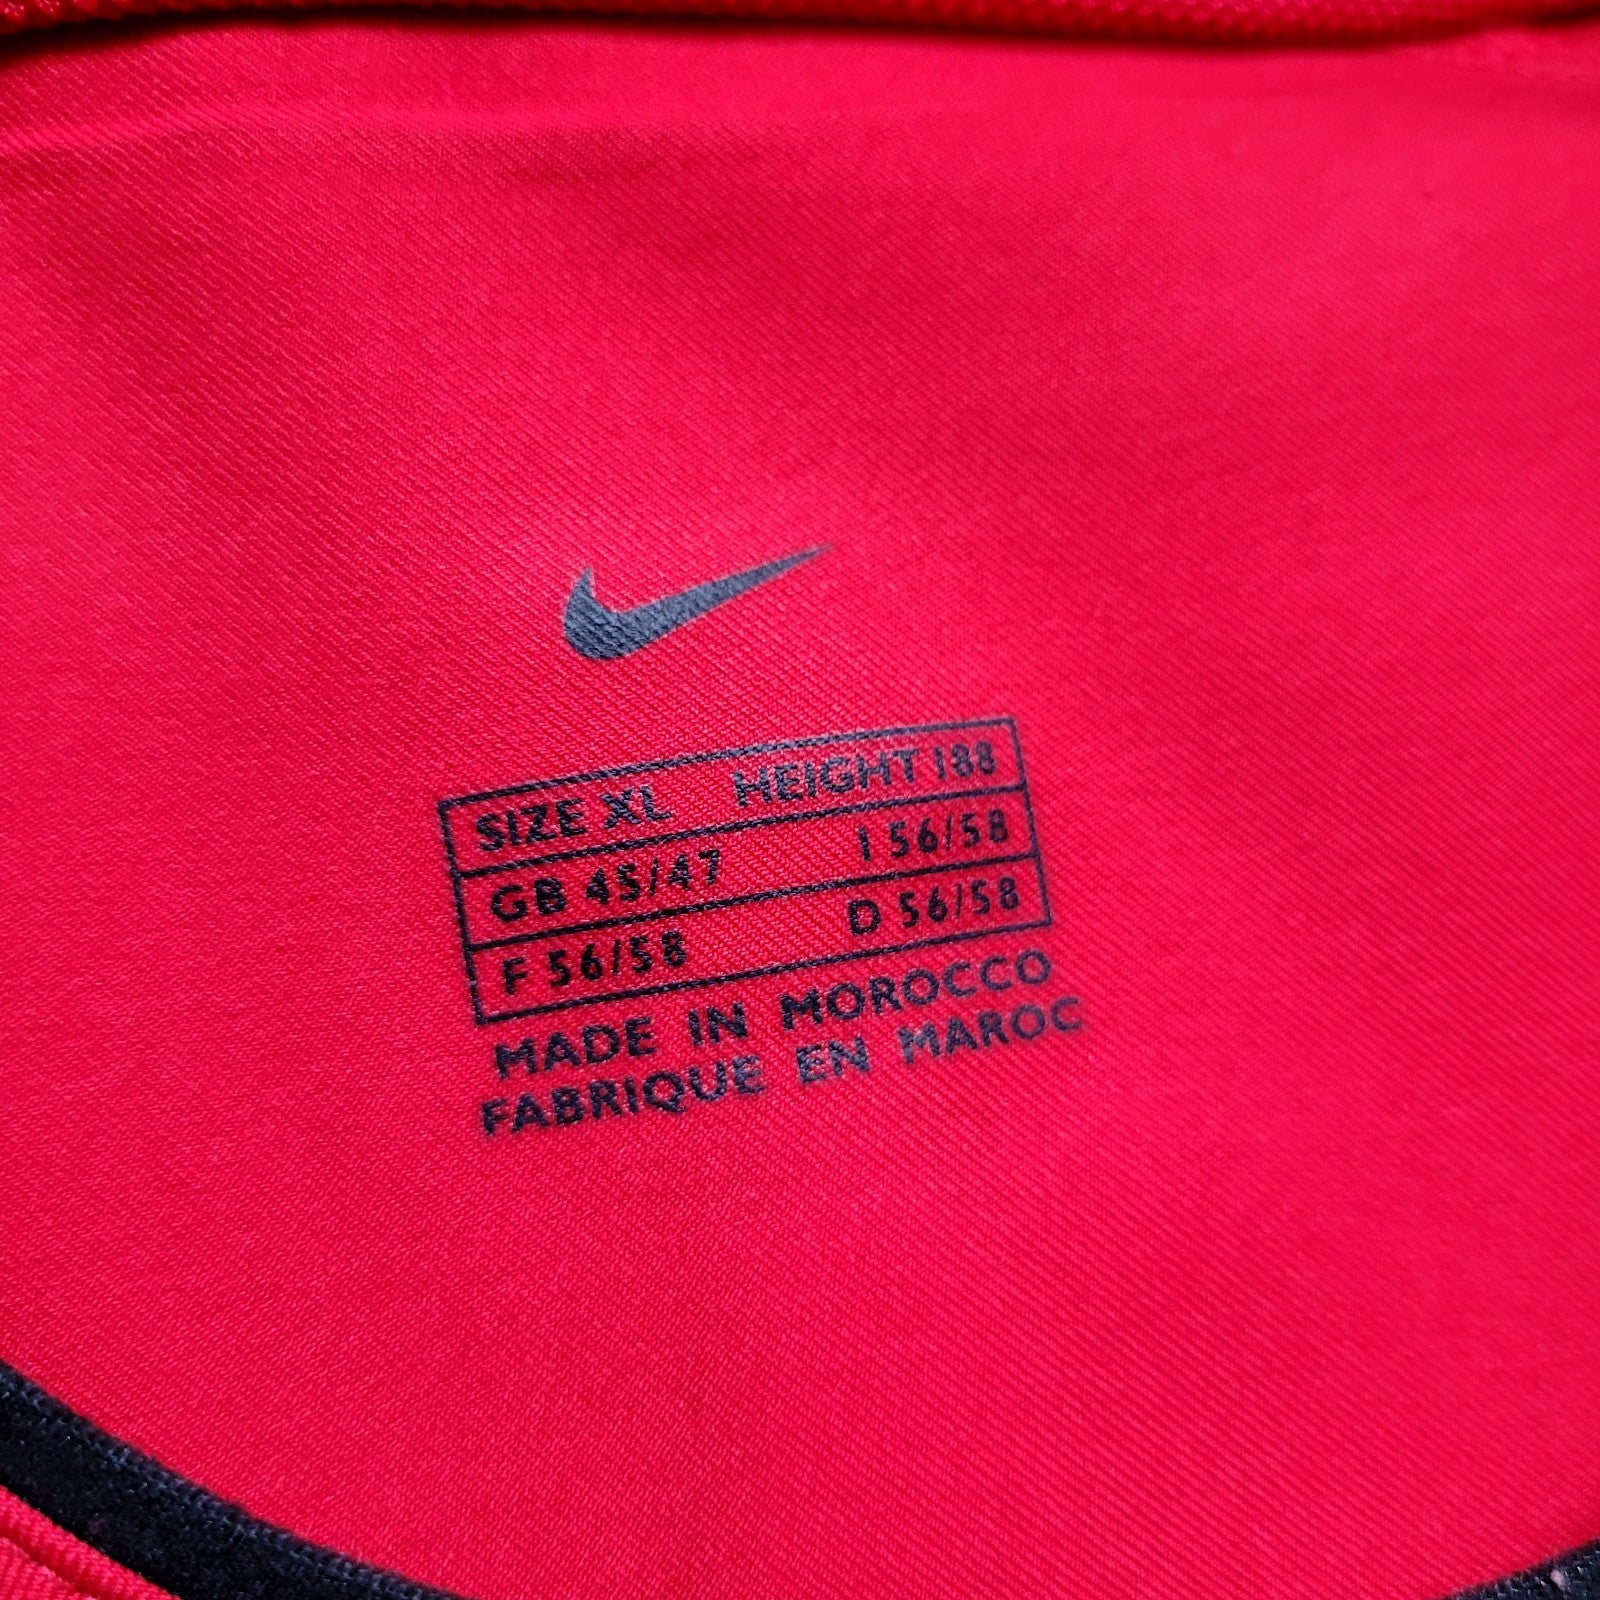 SIZE XL HEIGHT 188
GB 45/47 I 56/58
F 56/58 D 56/58
MADE IN MOROCCO
FABRIQUE EN MAROC